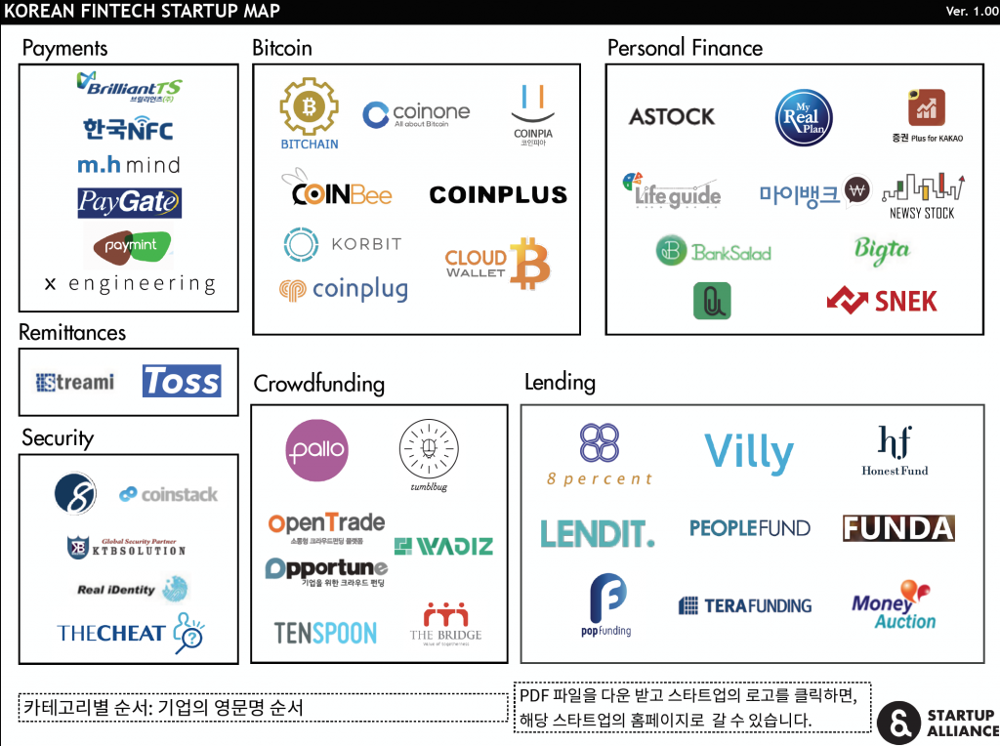 KOREAN FINTECH STARTUP MAP
Ver. 1.00
Payments
BrilliantTS
브릴리언츠(주)
한국NFC
m.h mind
PayGate
paymint
x engineering
Bitcoin
BITCHAIN
coinone
All about Bitcoin
COINPIA
코인피아
COINBee
COINPLUS
KORBIT
CLOUD
WALLET
coinplug
Personal Finance
ASTOCK
My
Real
Plan
증권 Plus for KAKAO
Life guide
마이뱅크
NEWSY STOCK
BankSalad
Bigta
SNEK
Remittances
Streami
Toss
Security
8
coinstack
Global Security Partner
KTBSOLUTION
Real iDentity
THECHEAT
Crowdfunding
pallo
tumblbug
OpenTrade
소통형 크라우드펀딩 플랫폼
WADIZ
Opportune
기업을 위한 크라우드 펀딩
TENSPOON
THE BRIDGE
Value of togetherness
Lending
8 percent
Villy
hf
HonestFund
LENDIT.
PEOPLEFUND
FUNDA
popfunding
TERAFUNDING
Money
Auction
카테고리별 순서: 기업의 영문명 순서
PDF 파일을 다운 받고 스타트업의 로고를 클릭하면,
해당 스타트업의 홈페이지로 갈 수 있습니다.
&
STARTUP
ALLIANCE